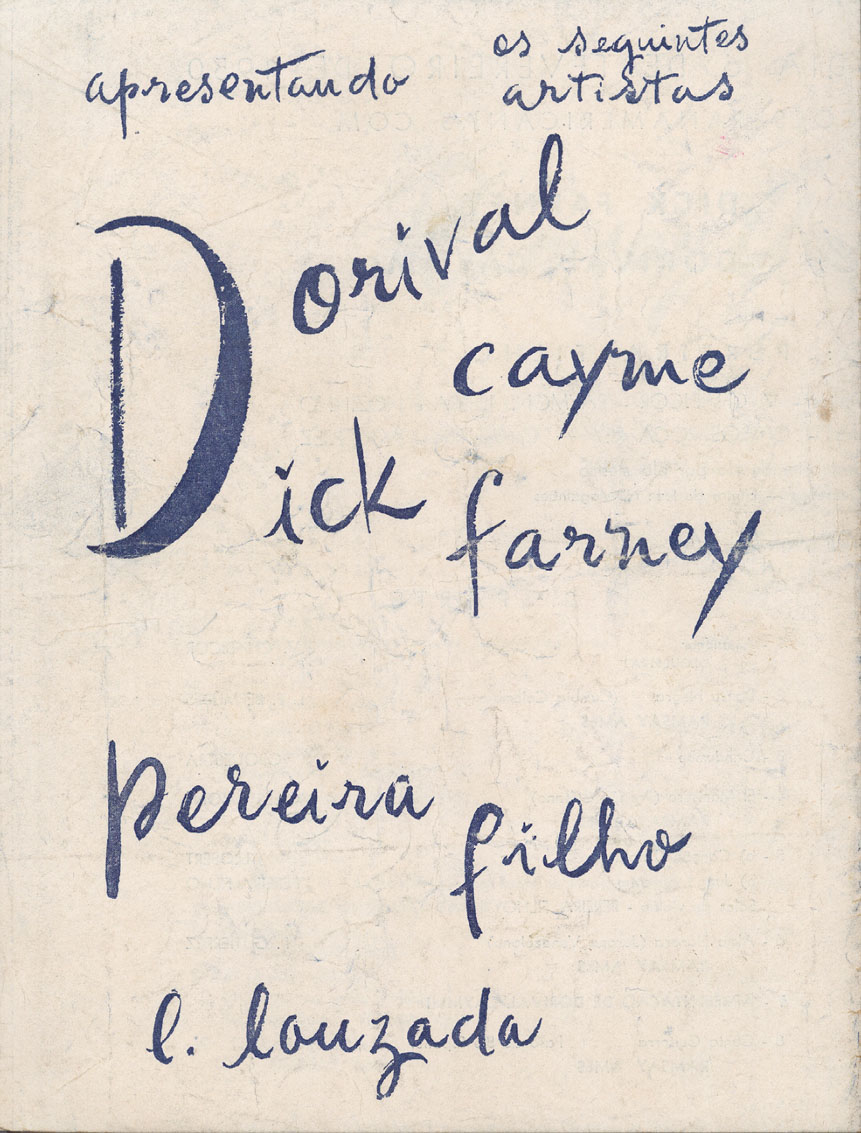 apresentando os seguintes
artistas
Dorival
cayme
Dick
farney
pereira
filho
l. louzada